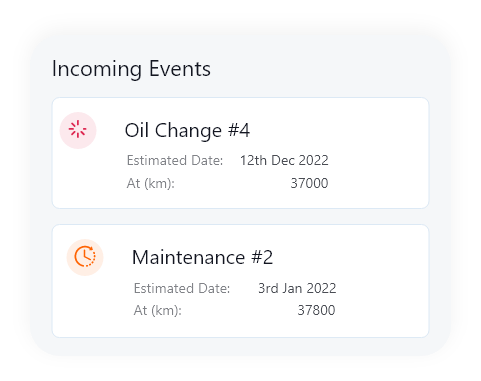 Incoming Events
Oil Change #4
Estimated Date: 12th Dec 2022
At (km): 37000
Maintenance #2
Estimated Date: 3rd Jan 2022
At (km): 37800